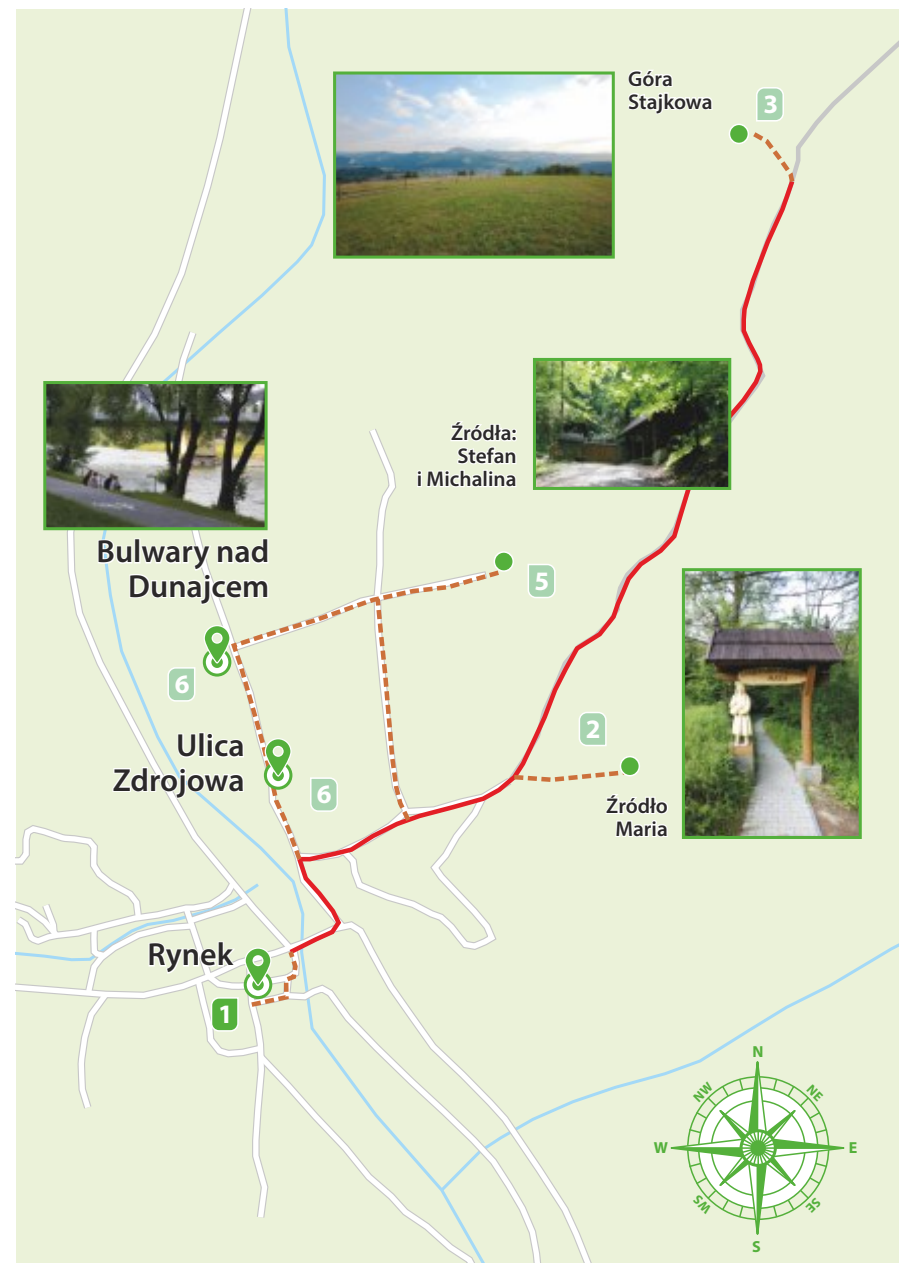 Góra
Stajkowa
3
Źródła:
Stefan
i Michalina
Bulwary nad
Dunajcem
5
6
2
Ulica
Zdrojowa
6
Źródło
Maria
Rynek
1
N
NW
NE
W
E
WS
SE
S